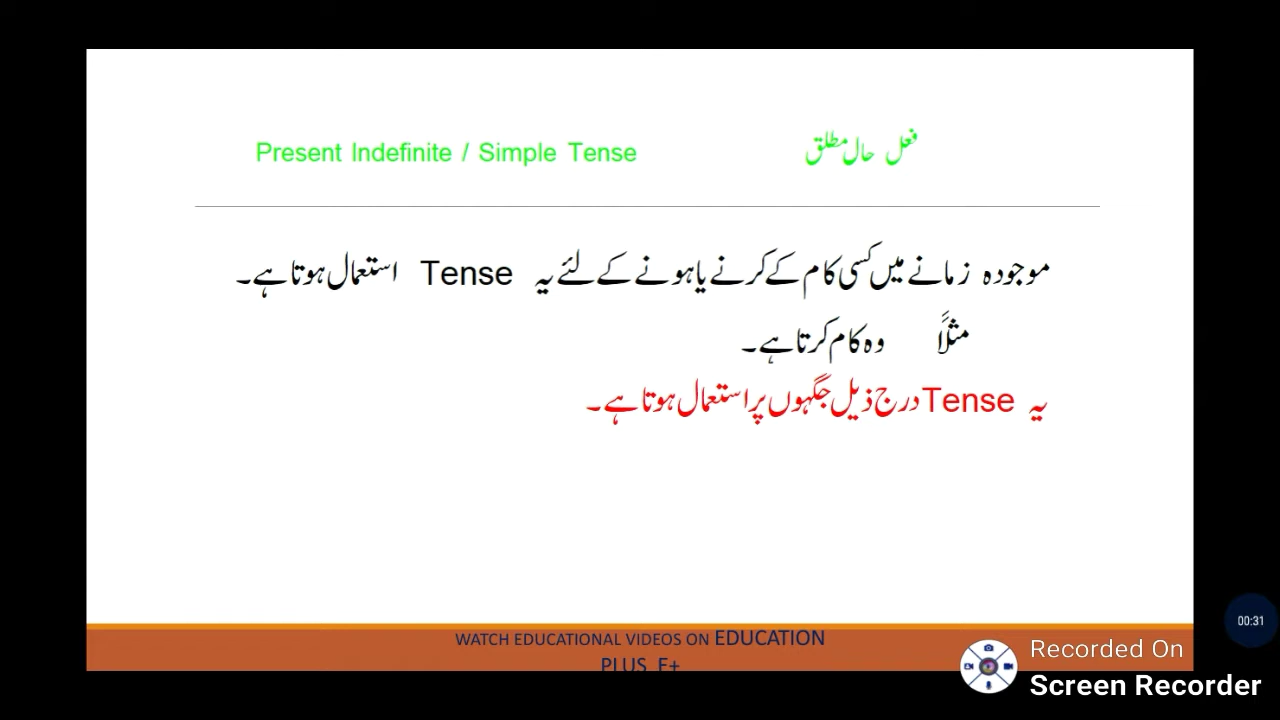 Present Indefinite / Simple Tense فعل حال مطلق
موجودہ زمانے میں کسی کام کے کرنے یا ہونے کے لئے یہ Tense استعمال ہوتا ہے۔
مثلاََ وہ کام کرتا ہے۔
یہ Tense درج ذیل جگہوں پر استعمال ہوتا ہے۔
WATCH EDUCATIONAL VIDEOS ON EDUCATION
PLUS E+
00:31
Recorded On
Screen Recorder